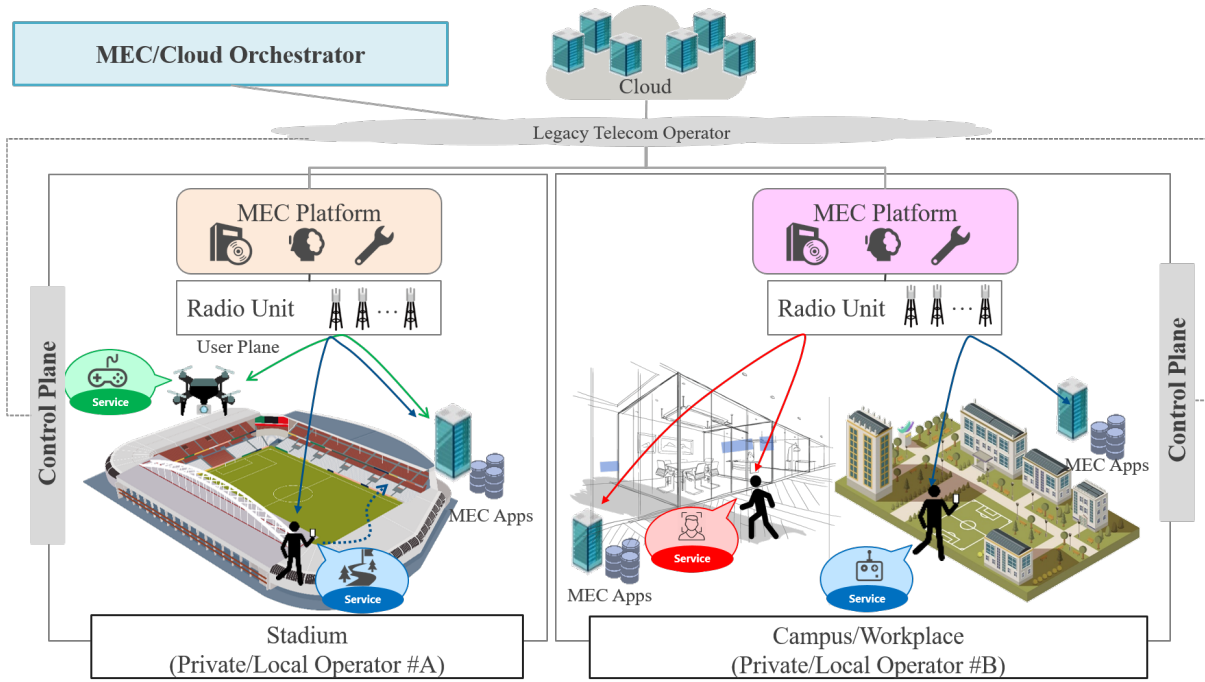 MEC/Cloud Orchestrator
Cloud
Legacy Telecom Operator
MEC Platform
Radio Unit
...
User Plane
Service
Control Plane
MEC Apps
Service
Stadium
(Private/Local Operator #A)
MEC Platform
Radio Unit
...
Control Plane
MEC Apps
Service
MEC Apps
Service
Campus/Workplace
(Private/Local Operator #B)